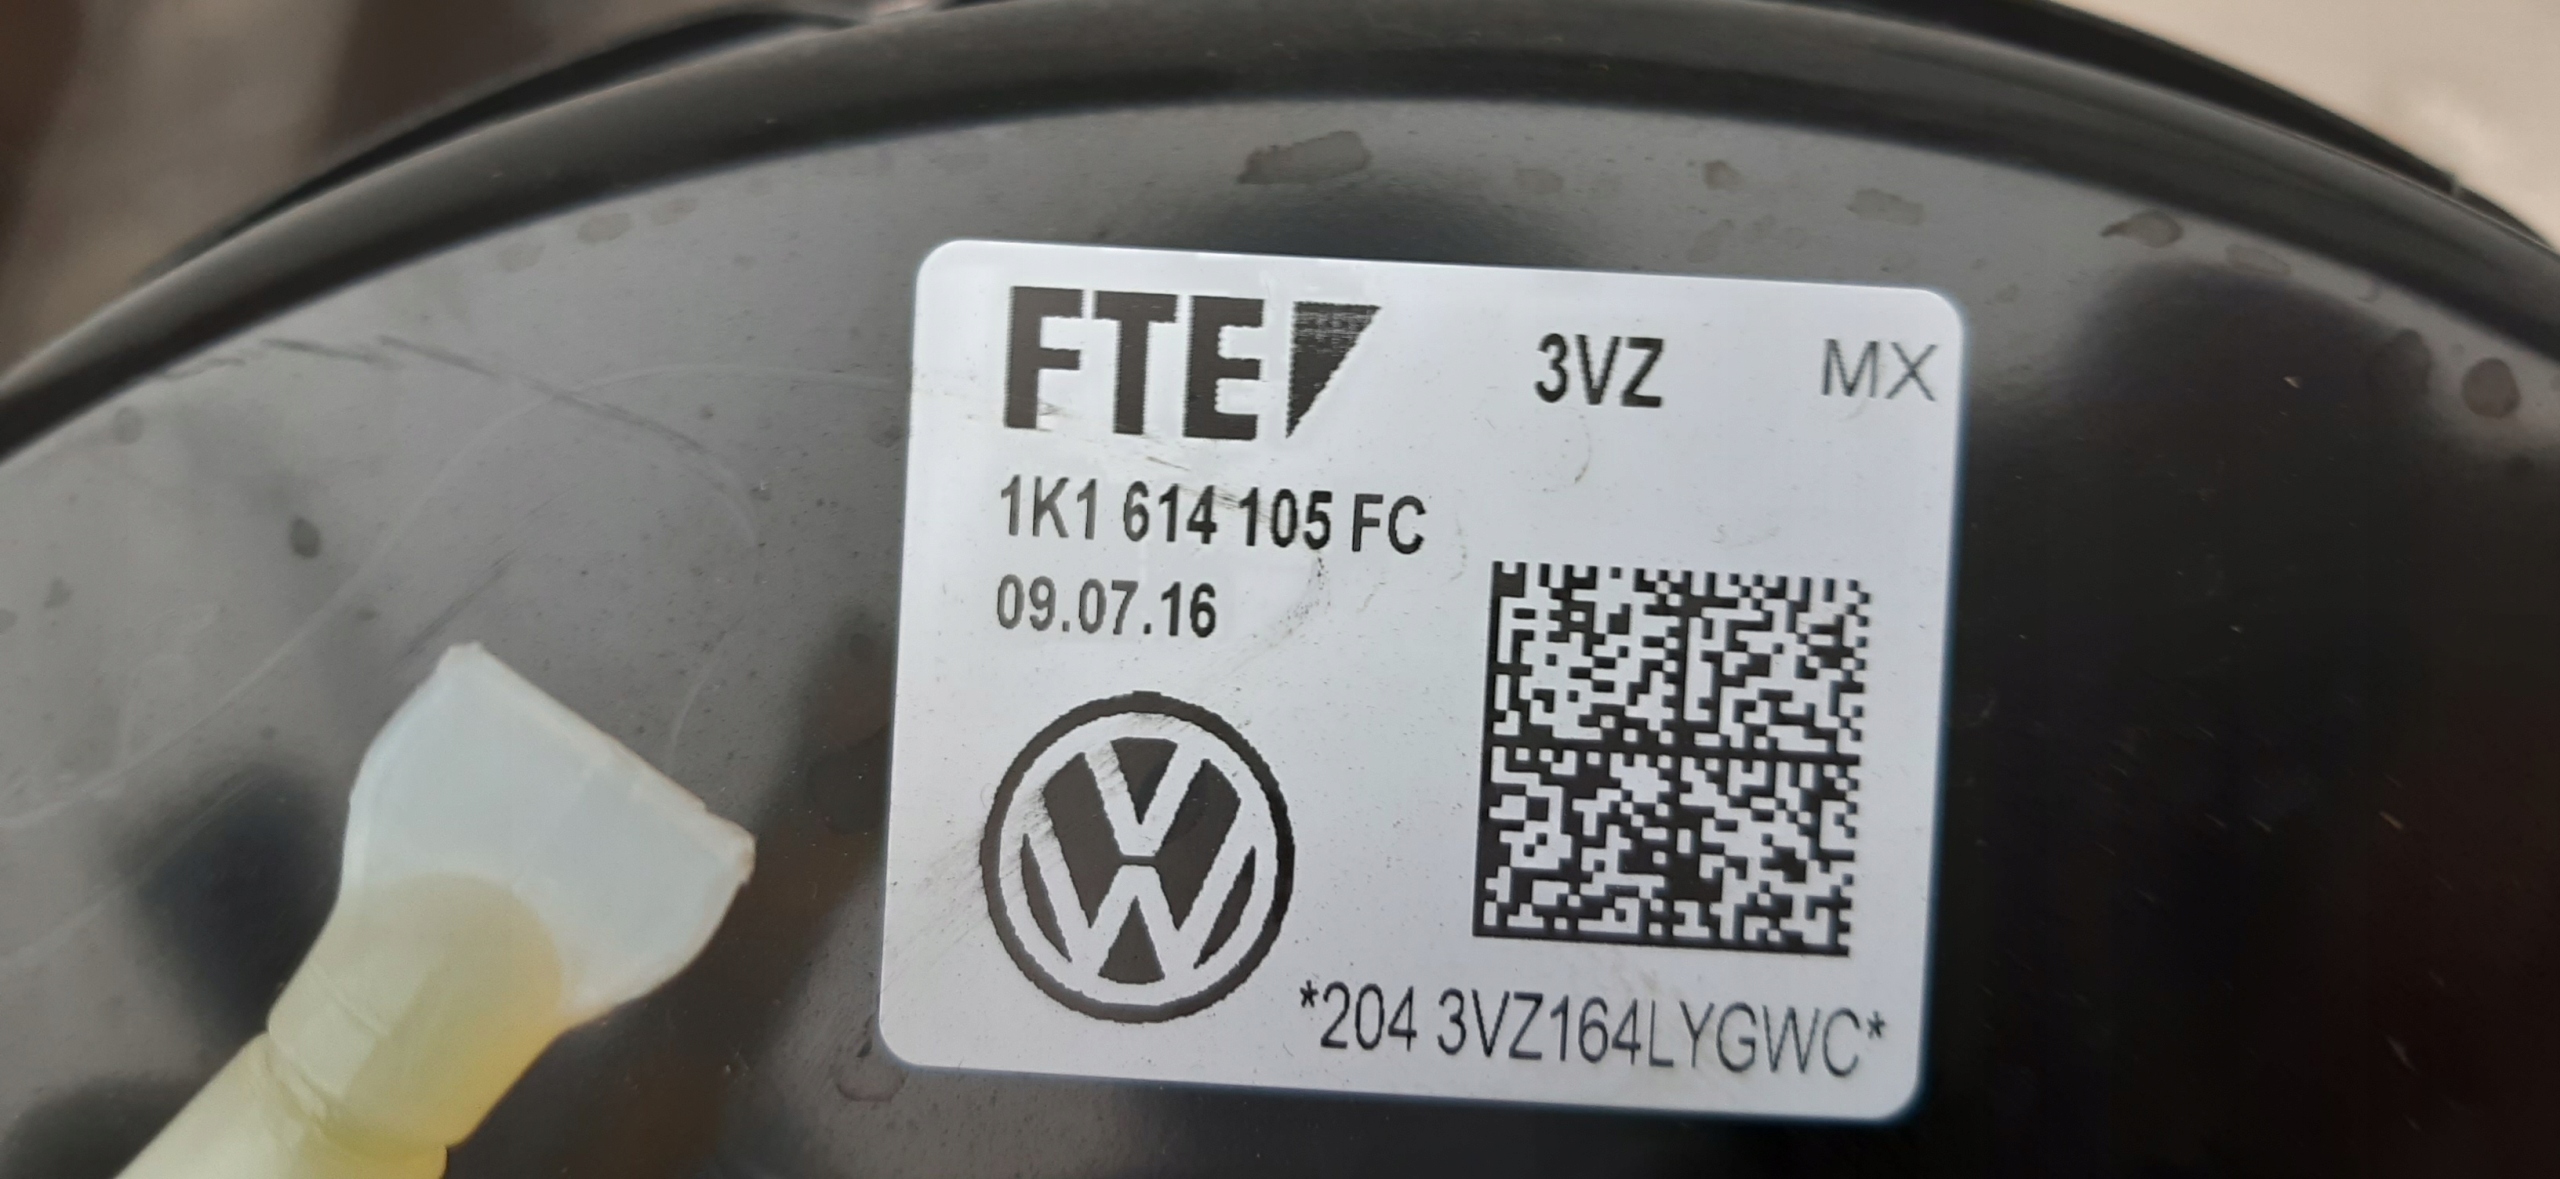 FTE 3VZ MX
1K1 614 105 FC
09.07.16
*204 3VZ164LYGWC*